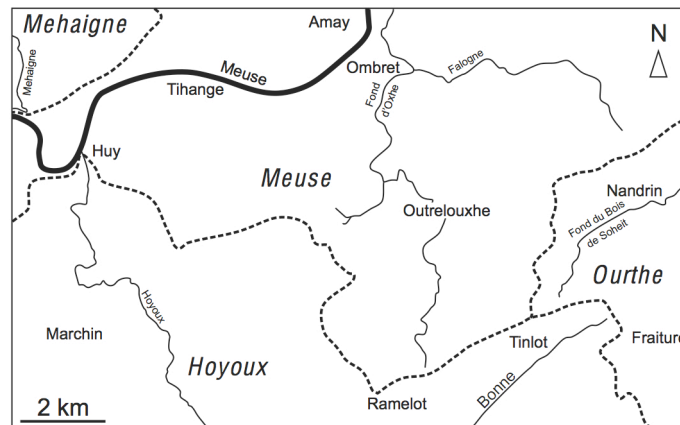 Mehaigne
Amay
N
Mehaigne
Ombret
Falogne
Meuse
Tihange
Fond
d'Oxhe
Huy
Meuse
Nandrin
Outrelouxhe
Fond du Bois
de Soheit
Ourthe
Hoyoux
Marchin
Tinlot
Fraiture
Hoyoux
Bonne
Ramelot
2 km